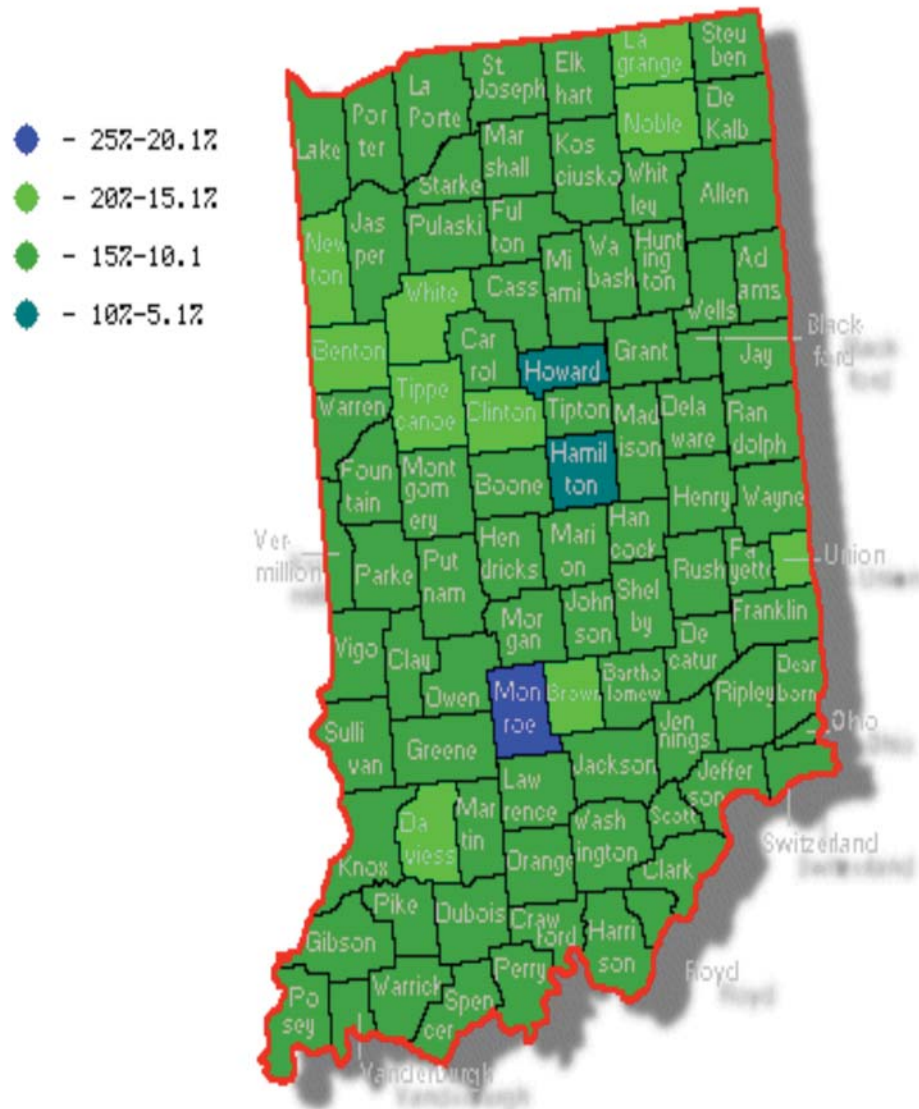 - 25%-20.1%
- 20%-15.1%
- 15%-10.1
- 10%-5.1%
La
grange
Steu
ben
St.
Joseph
Elk
hart
La
Porte
Por
ter
Lake
Noble
De
Kalb
Mar
shall
Kos
ciusko
Starke
Whit
ley
Allen
New
ton
Jas
per
Pulaski
Ful
ton
Mi
ami
Wa
bash
Hunt
ing
ton
Wells
Ad
ams
White
Cass
Benton
Car
rol
Howard
Grant
Black-
ford
Jay
Warren
Tippe
canoe
Clinton
Tipton
Mad
ison
Dela
ware
Ran
dolph
Foun
tain
Mont
gom
ery
Boone
Hamil
ton
Henry
Wayne
Ver-
million
Parke
Put
nam
Hen
dricks
Mari
on
Han
cock
Rush
Fa
yette
Union
Vigo
Clay
Owen
Mor
gan
John
son
Shel
by
De
catur
Franklin
Mon
roe
Brown
Bartho
lomew
Ripley
Dear
born
Ohio
Sulli
van
Greene
Jackson
Jen
nings
Jeffer
son
Switzerland
Knox
Da
viess
Mar
tin
Law
rence
Orange
Wash
ington
Scott
Clark
Gibson
Pike
Dubois
Craw
ford
Harri
son
Floyd
Po
sey
Vanderburgh
Warrick
Spen
cer
Perry